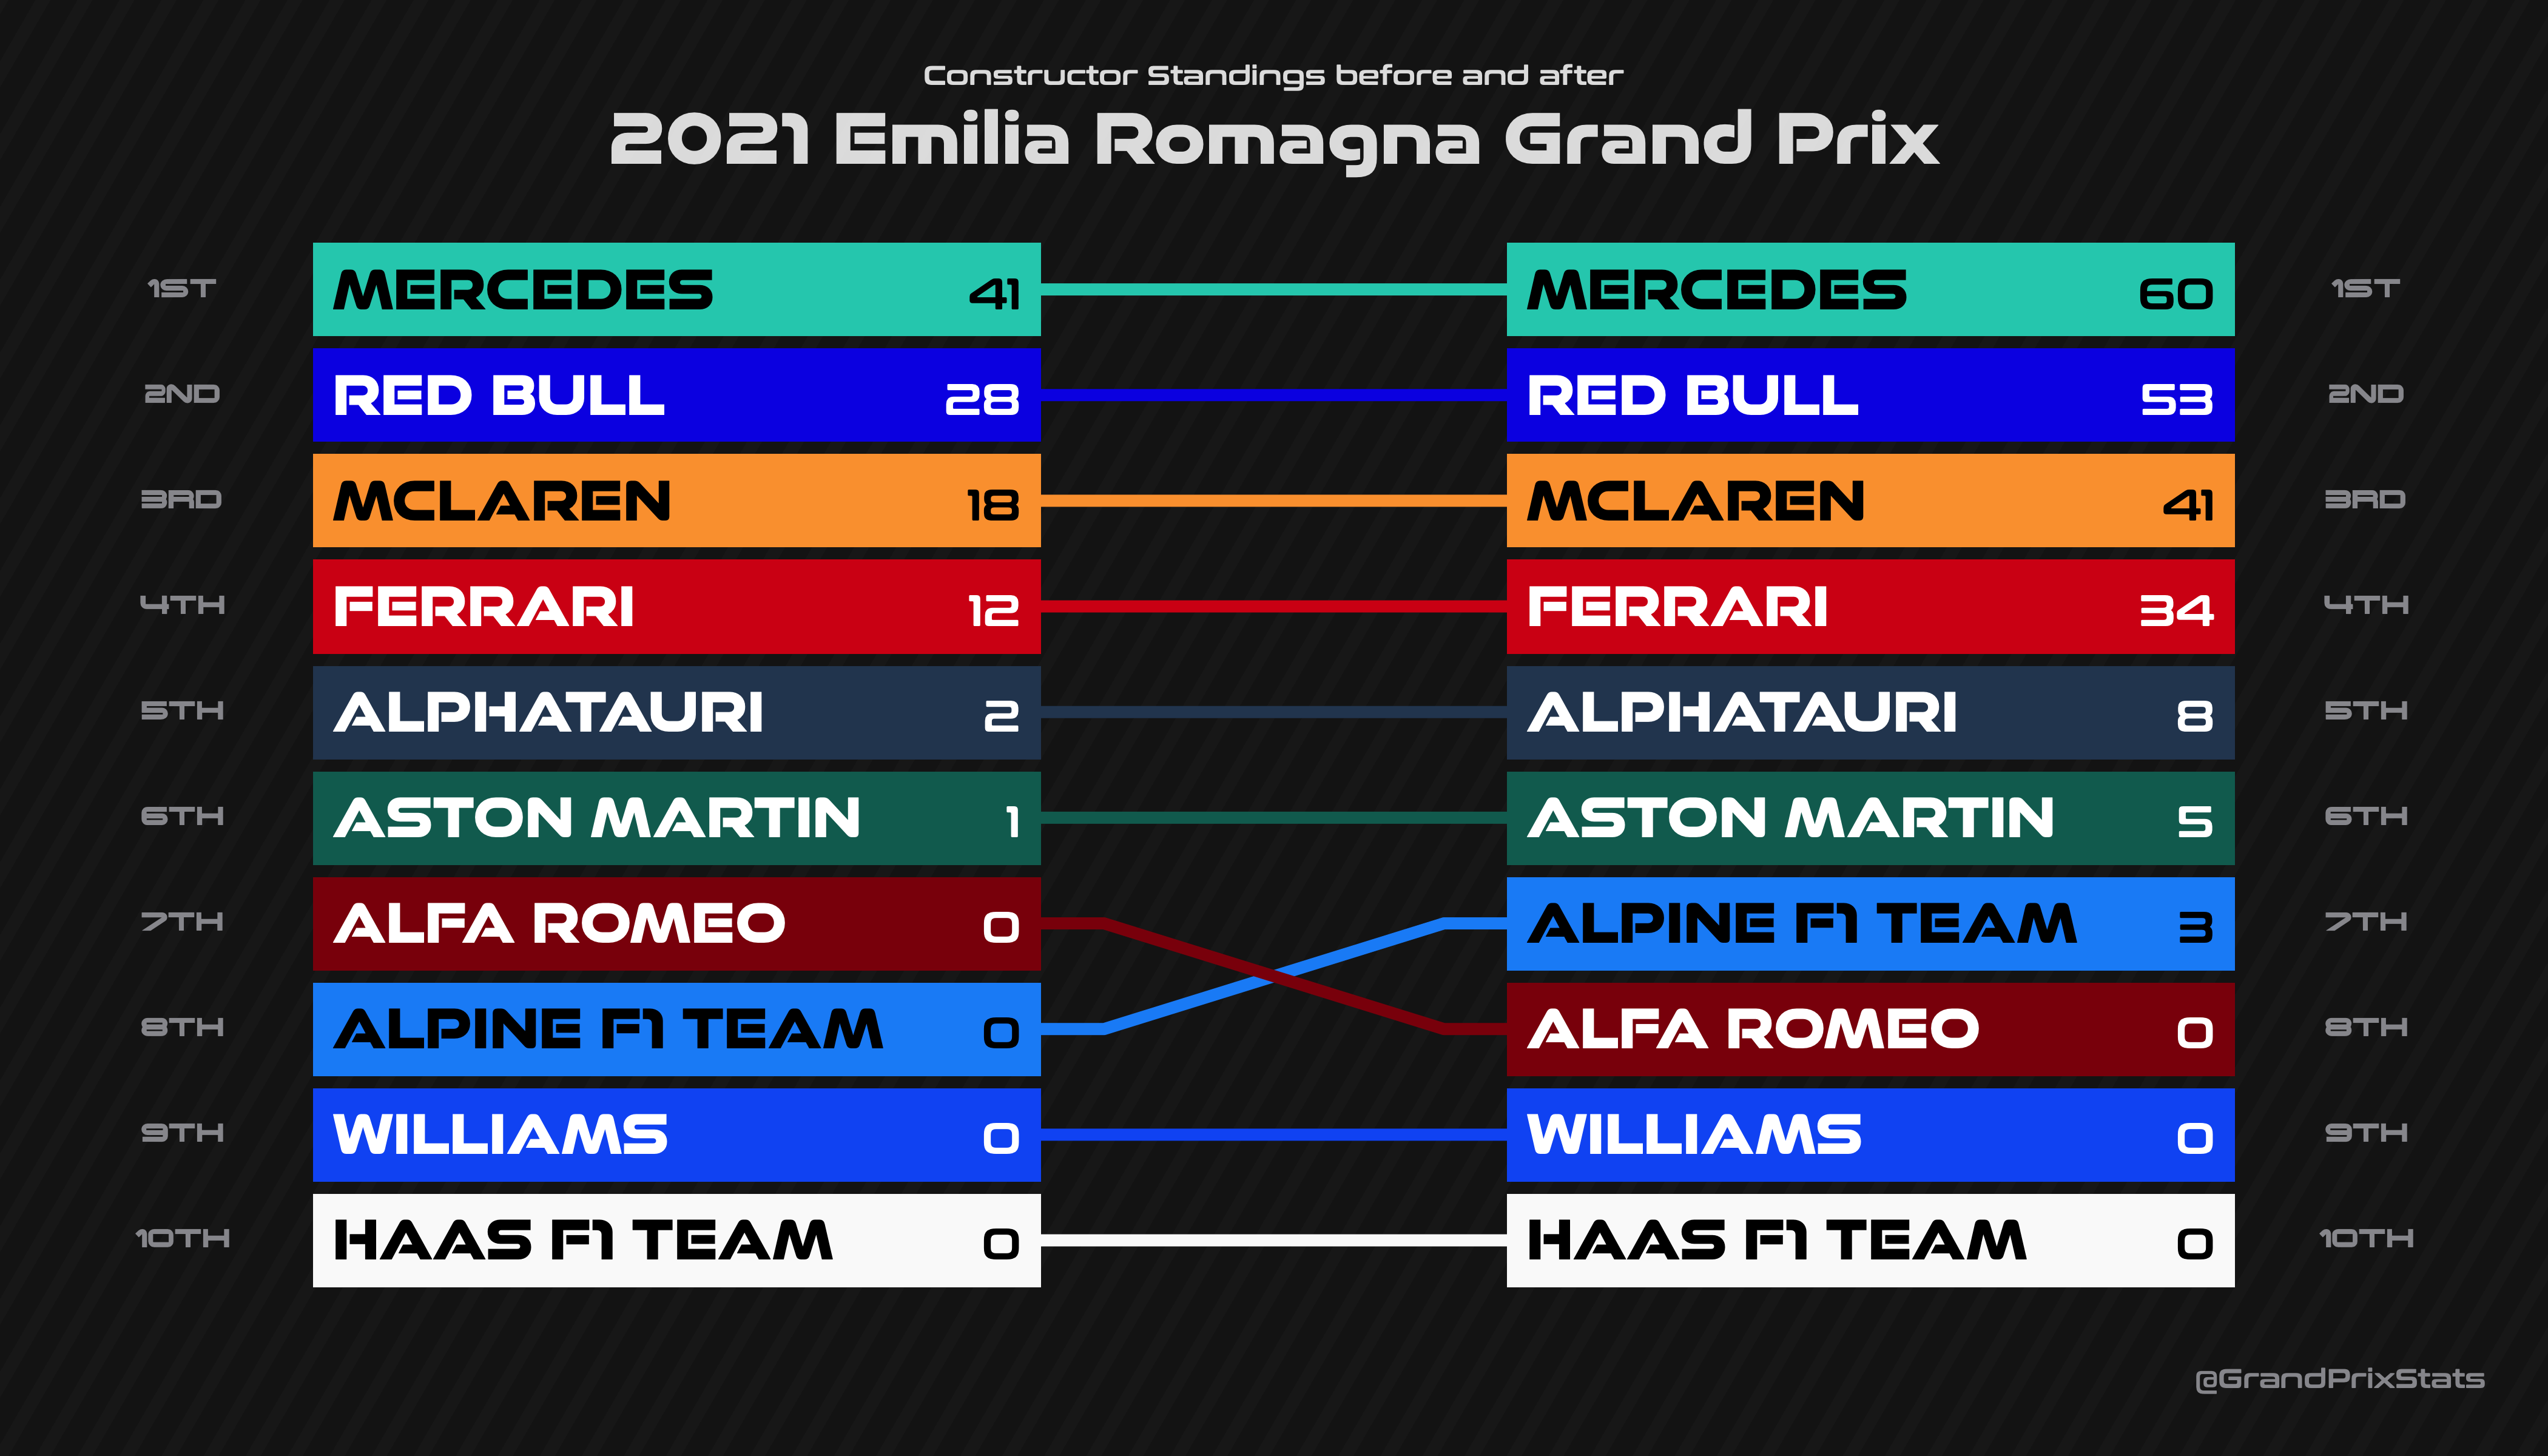 Constructor Standings before and after
2021 Emilia Romagna Grand Prix
1ST MERCEDES 41 MERCEDES 60 1ST
2ND RED BULL 28 RED BULL 53 2ND
3RD MCLAREN 18 MCLAREN 41 3RD
4TH FERRARI 12 FERRARI 34 4TH
5TH ALPHATAURI 2 ALPHATAURI 8 5TH
6TH ASTON MARTIN 1 ASTON MARTIN 5 6TH
7TH ALFA ROMEO 0 ALPINE F1 TEAM 3 7TH
8TH ALPINE F1 TEAM 0 ALFA ROMEO 0 8TH
9TH WILLIAMS 0 WILLIAMS 0 9TH
10TH HAAS F1 TEAM 0 HAAS F1 TEAM 0 10TH
@GrandPrixStats